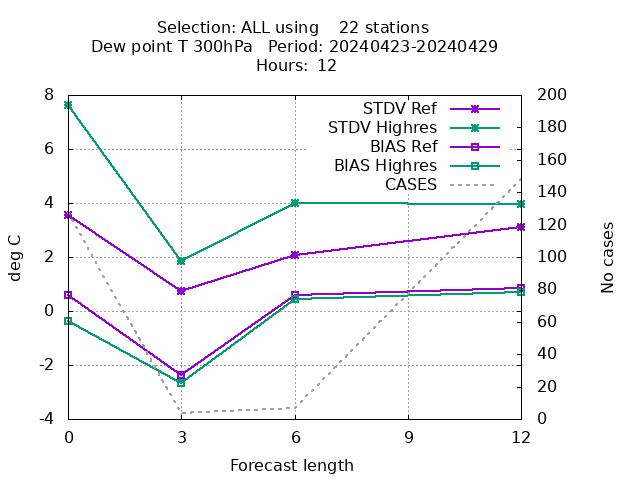 Selection: ALL using    22 stations
Dew point T 300hPa   Period: 20240423-20240429
Hours: 12
8
6
4
2
0
-2
-4
deg C
200
180
160
140
120
100
80
60
40
20
0
No cases
STDV Ref
STDV Highres
BIAS Ref
BIAS Highres
CASES
0
3
6
9
12
Forecast length